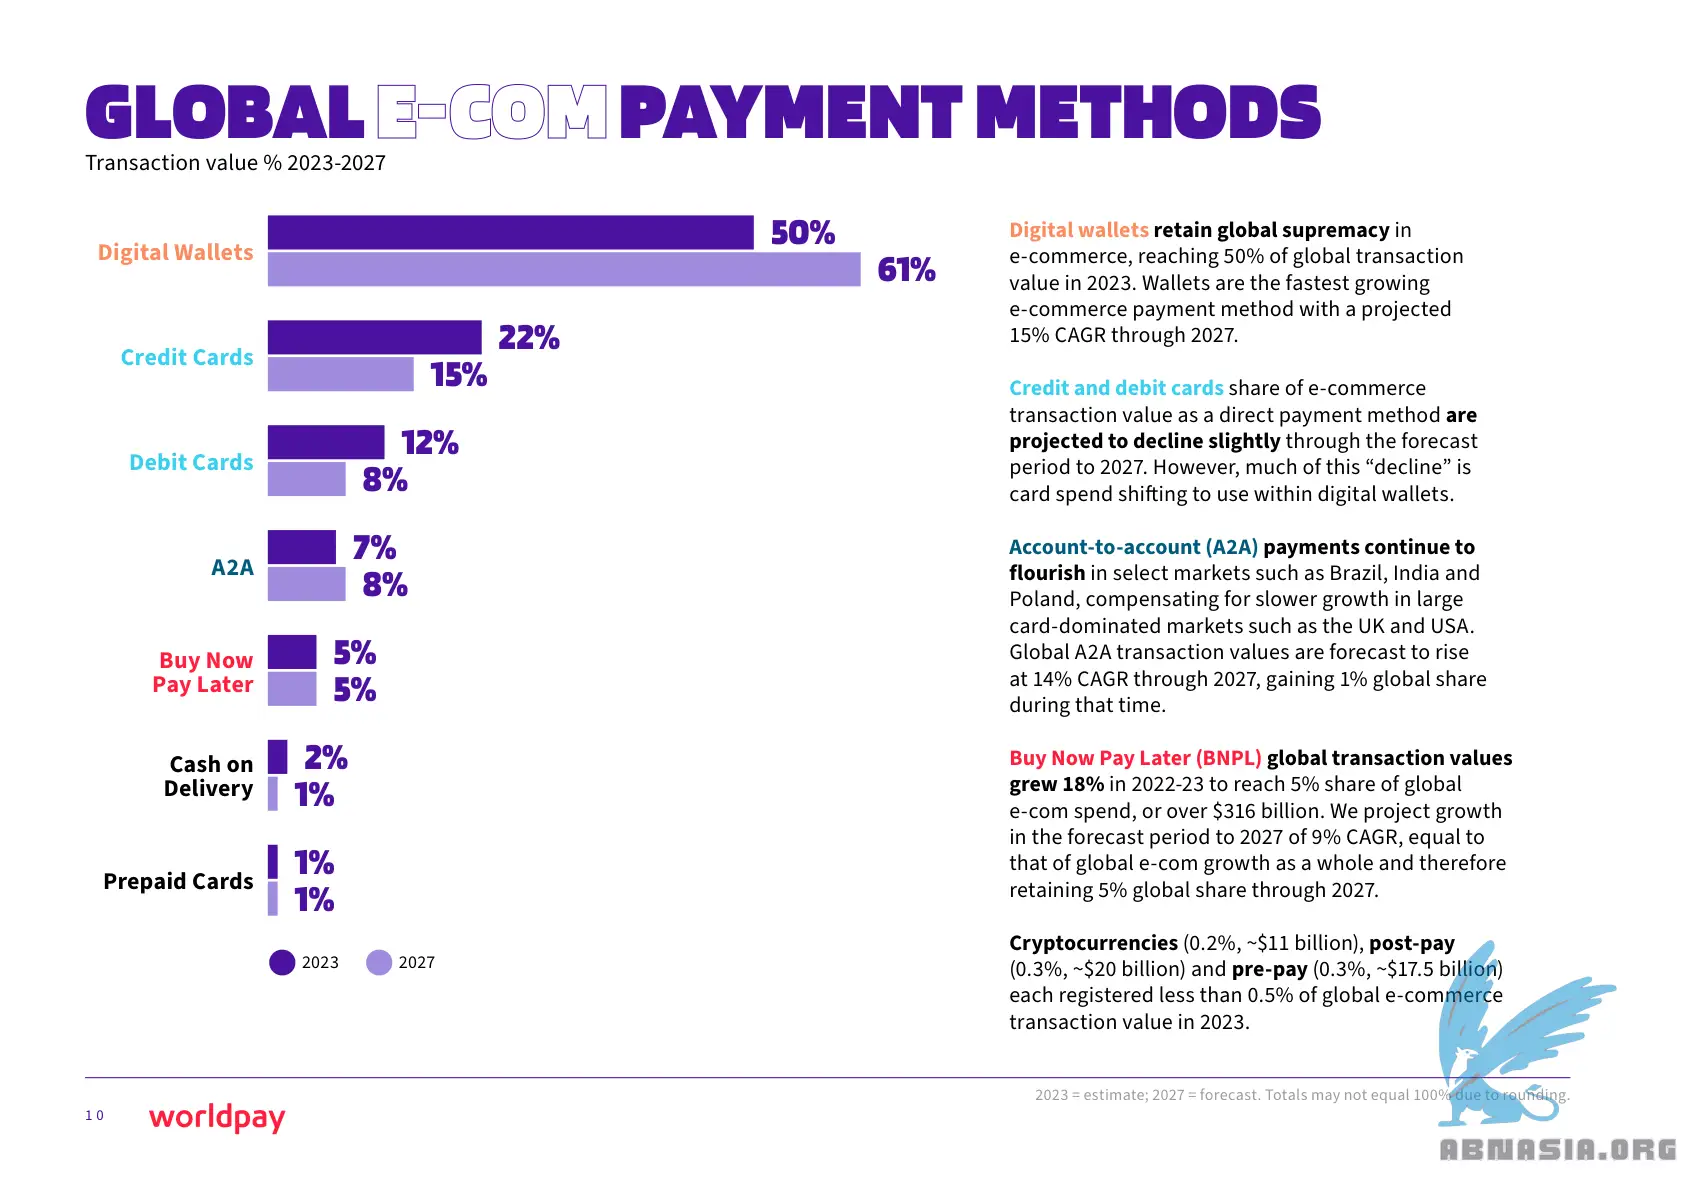 GLOBAL E-COM PAYMENT METHODS
Transaction value % 2023-2027
Digital Wallets
50%
61%
Credit Cards
22%
15%
Debit Cards
12%
8%
A2A
7%
8%
Buy Now
Pay Later
5%
5%
Cash on
Delivery
2%
1%
Prepaid Cards
1%
1%
2023
2027
Digital wallets retain global supremacy in
e-commerce, reaching 50% of global transaction
value in 2023. Wallets are the fastest growing
e-commerce payment method with a projected
15% CAGR through 2027.
Credit and debit cards share of e-commerce
transaction value as a direct payment method are
projected to decline slightly through the forecast
period to 2027. However, much of this “decline” is
card spend shifting to use within digital wallets.
Account-to-account (A2A) payments continue to
flourish in select markets such as Brazil, India and
Poland, compensating for slower growth in large
card-dominated markets such as the UK and USA.
Global A2A transaction values are forecast to rise
at 14% CAGR through 2027, gaining 1% global share
during that time.
Buy Now Pay Later (BNPL) global transaction values
grew 18% in 2022-23 to reach 5% share of global
e-com spend, or over $316 billion. We project growth
in the forecast period to 2027 of 9% CAGR, equal to
that of global e-com growth as a whole and therefore
retaining 5% global share through 2027.
Cryptocurrencies (0.2%, ~$11 billion), post-pay
(0.3%, ~$20 billion) and pre-pay (0.3%, ~$17.5 billion)
each registered less than 0.5% of global e-commerce
transaction value in 2023.
2023 = estimate; 2027 = forecast. Totals may not equal 100% due to rounding.
10
worldpay
ABNASIA.ORG